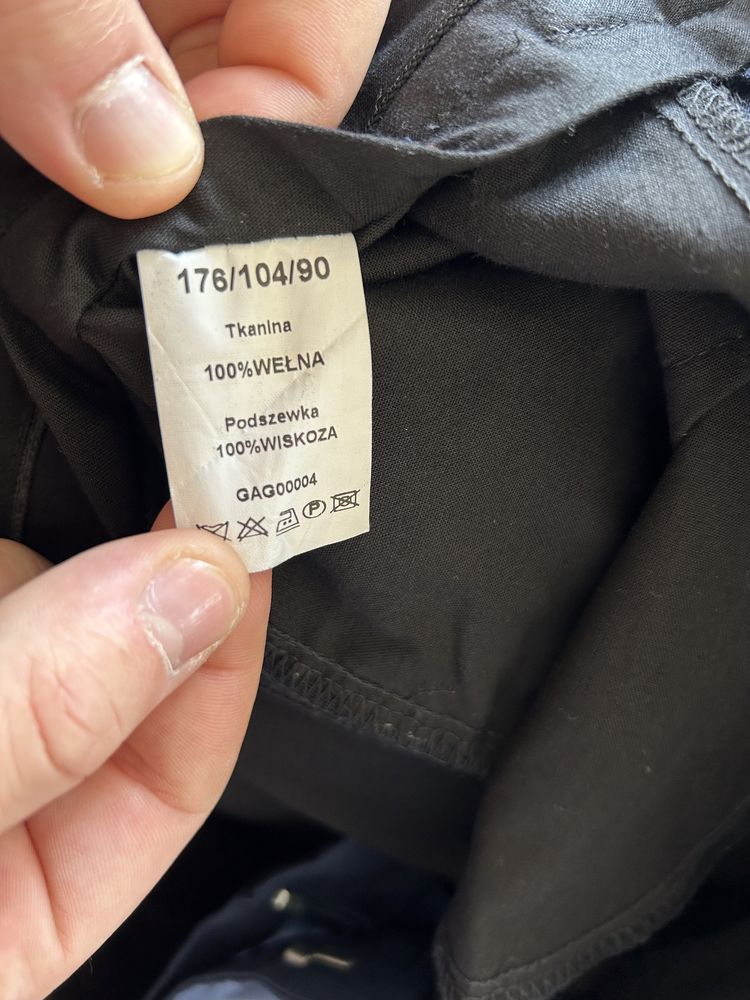 176/104/90
Tkanina
100%WEŁNA
Podszewka
100%WISKOZA
GAG00004
P